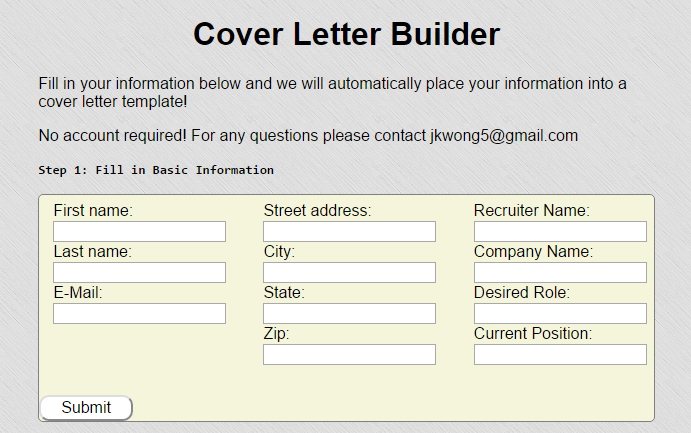 Cover Letter Builder
Fill in your information below and we will automatically place your information into a
cover letter template!
No account required! For any questions please contact jkwong5@gmail.com
Step 1: Fill in Basic Information
First name:
Last name:
E-Mail:
Street address:
City:
State:
Zip:
Recruiter Name:
Company Name:
Desired Role:
Current Position:
Submit